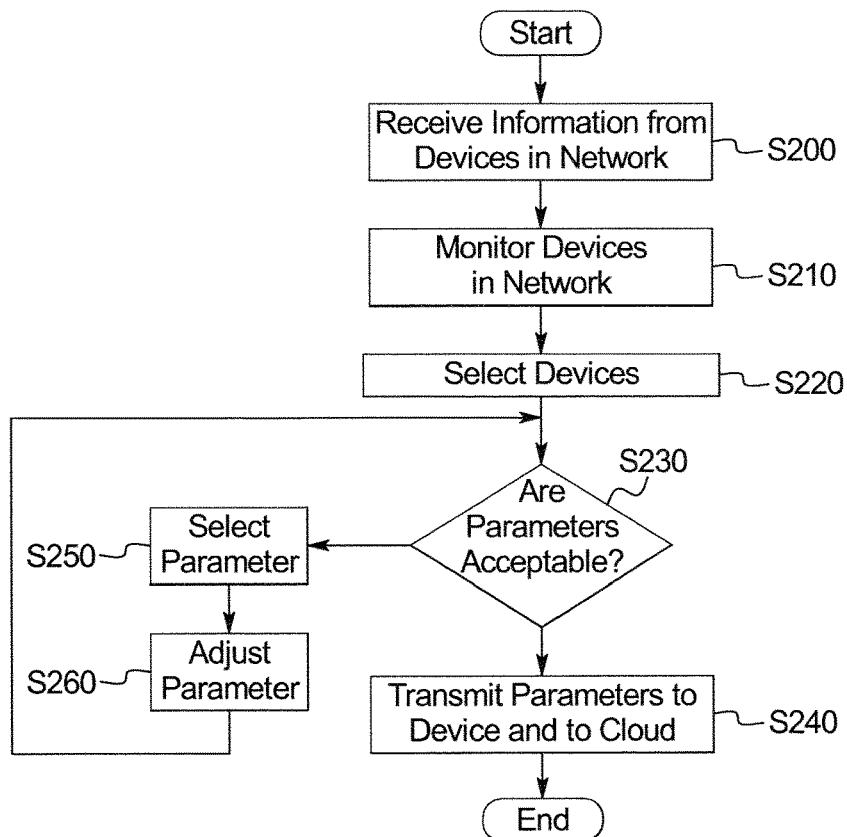 Start
Receive Information from
Devices in Network
S200
Monitor Devices
in Network
S210
Select Devices
S220
S230
Are
Parameters
Acceptable?
Select
Parameter
S250
Adjust
Parameter
S260
Transmit Parameters to
Device and to Cloud
S240
End